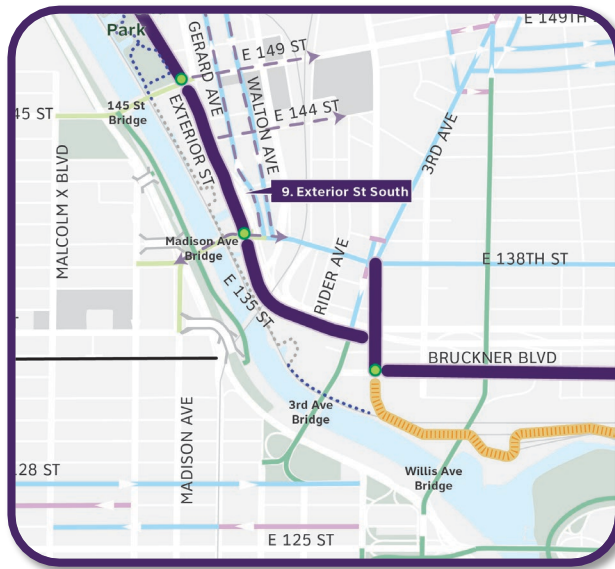 Park
E 149TH S
E 149 ST
GERARD AVE
WALTON AVE
145 St
Bridge
45 ST
EXTERIOR ST
E 144 ST
3RD AVE
MALCOLM X BLVD
9. Exterior St South
Madison Ave
Bridge
E 138TH ST
RIDER AVE
E 135 ST
BRUCKNER BLVD
3rd Ave
Bridge
MADISON AVE
Willis Ave
Bridge
128 ST
E 125 ST